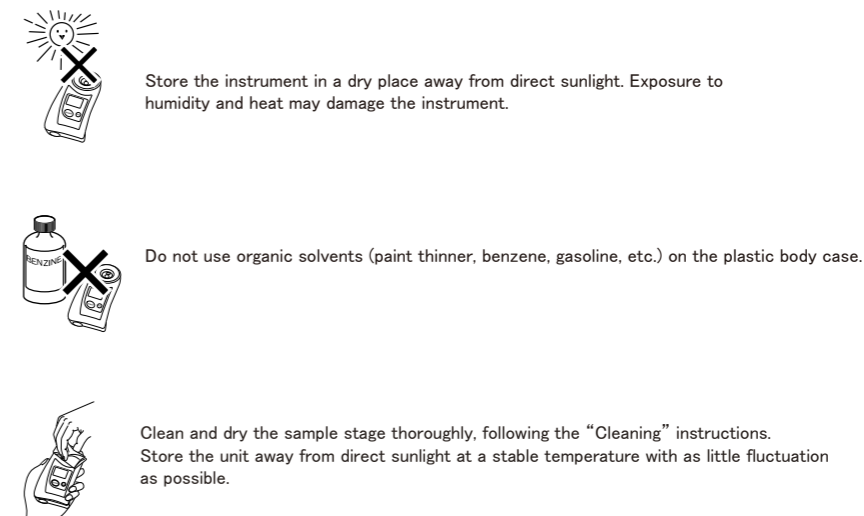 Store the instrument in a dry place away from direct sunlight. Exposure to
humidity and heat may damage the instrument.
BENZINE
Do not use organic solvents (paint thinner, benzene, gasoline, etc.) on the plastic body case.
Clean and dry the sample stage thoroughly, following the “Cleaning” instructions.
Store the unit away from direct sunlight at a stable temperature with as little fluctuation
as possible.